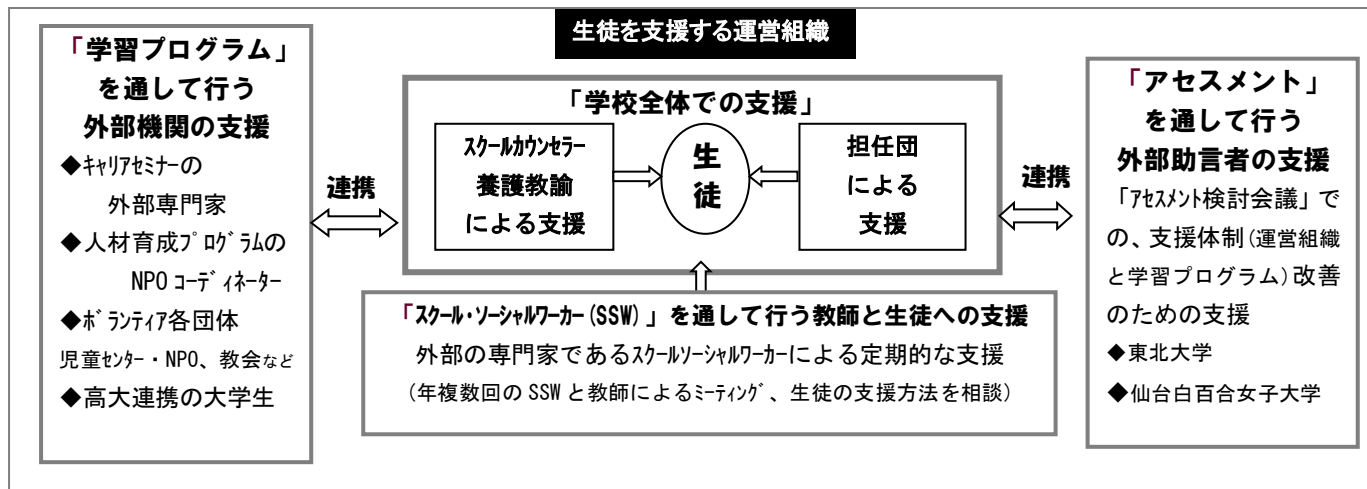 生徒を支援する運営組織
「学習プログラム」
を通して行う
外部機関の支援
◆ｷｬﾘｱｾﾐﾅｰの
外部専門家
◆人材育成ﾌﾟﾛｸﾞﾗﾑの
NPO ｺｰﾃﾞｨﾈｰﾀｰ
◆ﾎﾞﾗﾝﾃｨｱ各団体
児童ｾﾝﾀｰ・NPO、教会など
◆高大連携の大学生
連携
「学校全体での支援」
ｽｸｰﾙｶｳﾝｾﾗｰ
養護教諭
による支援
生
徒
担任団
による
支援
「ｽｸｰﾙ・ｿｰｼｬﾙﾜｰｶｰ(SSW)」を通して行う教師と生徒への支援
外部の専門家であるｽｸｰﾙｿｰｼｬﾙﾜｰｶｰによる定期的な支援
（年複数回の SSW と教師によるﾐｰﾃｨﾝｸﾞ、生徒の支援方法を相談）
連携
「アセスメント」
を通して行う
外部助言者の支援
「ｱｾｽﾒﾝﾄ検討会議」で
の、支援体制(運営組織
と学習プログラム)改善
のための支援
◆東北大学
◆仙台白百合女子大学